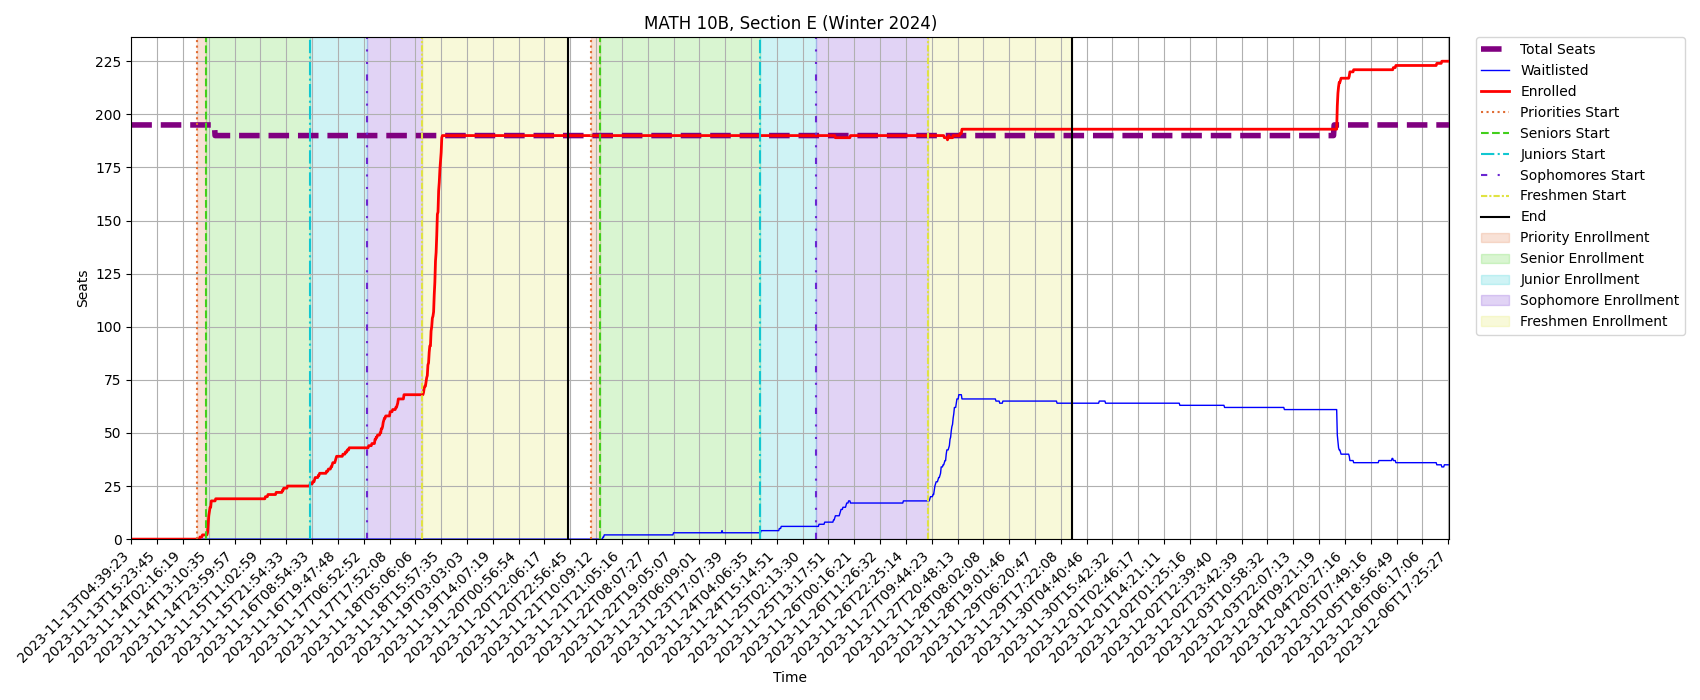 MATH 10B, Section E (Winter 2024)
Seats
225
200
175
150
125
100
75
50
25
0
2023-11-13T04:39:23
2023-11-13T15:23:45
2023-11-14T02:16:19
2023-11-14T13:10:35
2023-11-14T23:59:57
2023-11-15T11:02:59
2023-11-15T21:54:33
2023-11-16T08:54:33
2023-11-16T19:47:48
2023-11-17T06:52:52
2023-11-17T17:52:08
2023-11-18T05:06:06
2023-11-18T15:57:35
2023-11-19T03:03:03
2023-11-19T14:07:19
2023-11-20T00:56:54
2023-11-20T12:06:17
2023-11-20T22:56:45
2023-11-21T10:09:12
2023-11-21T21:05:16
2023-11-22T08:07:27
2023-11-22T19:05:07
2023-11-23T06:09:01
2023-11-23T17:07:39
2023-11-24T04:06:35
2023-11-24T15:14:51
2023-11-25T02:13:30
2023-11-25T13:17:51
2023-11-26T00:16:21
2023-11-26T11:26:32
2023-11-26T22:25:14
2023-11-27T09:44:23
2023-11-27T20:48:13
2023-11-28T08:02:08
2023-11-28T19:01:46
2023-11-29T06:20:47
2023-11-29T17:22:08
2023-11-30T04:40:46
2023-11-30T15:42:32
2023-12-01T02:46:17
2023-12-01T14:21:11
2023-12-02T01:25:16
2023-12-02T12:39:40
2023-12-02T23:42:39
2023-12-03T10:58:32
2023-12-03T22:07:13
2023-12-04T09:21:19
2023-12-04T20:27:16
2023-12-05T07:49:16
2023-12-05T18:56:49
2023-12-06T06:17:06
2023-12-06T17:25:27
Time
Total Seats
Waitlisted
Enrolled
Priorities Start
Seniors Start
Juniors Start
Sophomores Start
Freshmen Start
End
Priority Enrollment
Senior Enrollment
Junior Enrollment
Sophomore Enrollment
Freshmen Enrollment